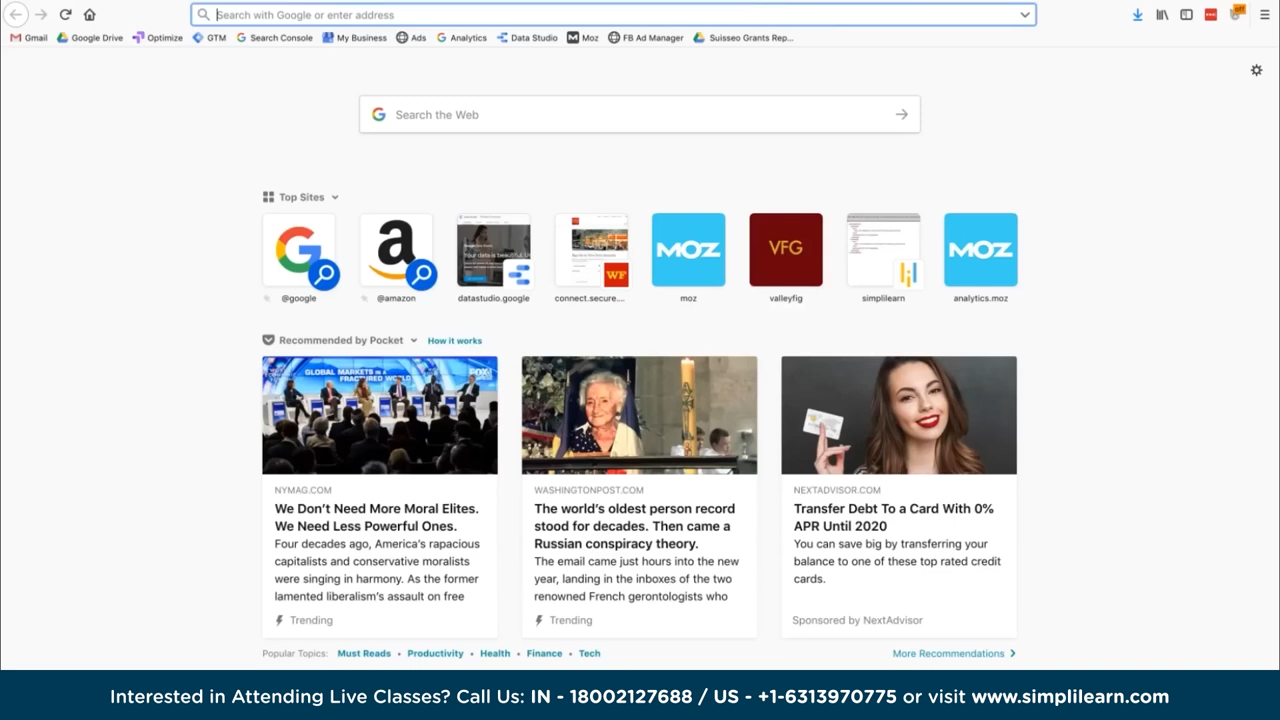 Search with Google or enter address
off
Gmail Google Drive Optimize GTM Search Console My Business Ads Analytics Data Studio Moz FB Ad Manager Suisseo Grants Rep...
Search the Web
Top Sites
a
WF
MOZ
VFG
MOZ
@google @amazon datastudio.google connect.secure.... moz valleyfig simplilearn analytics.moz
Recommended by Pocket How it works
GLOBAL MARKETS IN A
FRACTURED WORLD
NYMAG.COM
We Don't Need More Moral Elites.
We Need Less Powerful Ones.
Four decades ago, America's rapacious
capitalists and conservative moralists
were singing in harmony. As the former
lamented liberalism's assault on free
Trending
WASHINGTONPOST.COM
The world's oldest person record
stood for decades. Then came a
Russian conspiracy theory.
The email came just hours into the new
year, landing in the inboxes of the two
renowned French gerontologists who
Trending
NEXTADVISOR.COM
Transfer Debt To a Card With 0%
APR Until 2020
You can save big by transferring your
balance to one of these top rated credit
cards.
Sponsored by NextAdvisor
Popular Topics: Must Reads • Productivity • Health • Finance • Tech
More Recommendations
Interested in Attending Live Classes? Call Us: IN - 18002127688 / US - +1-6313970775 or visit www.simplilearn.com